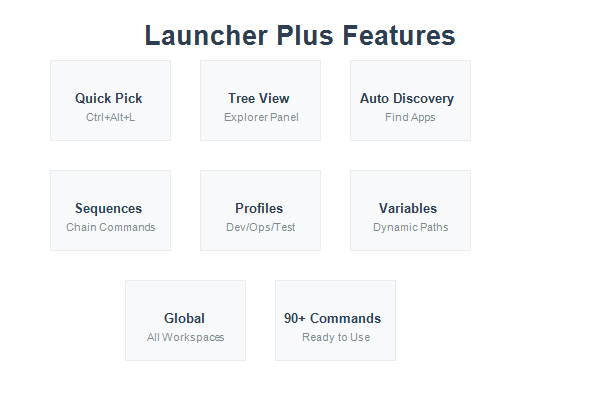 Launcher Plus Features
Quick Pick
Ctrl+Alt+L
Tree View
Explorer Panel
Auto Discovery
Find Apps
Sequences
Chain Commands
Profiles
Dev/Ops/Test
Variables
Dynamic Paths
Global
All Workspaces
90+ Commands
Ready to Use